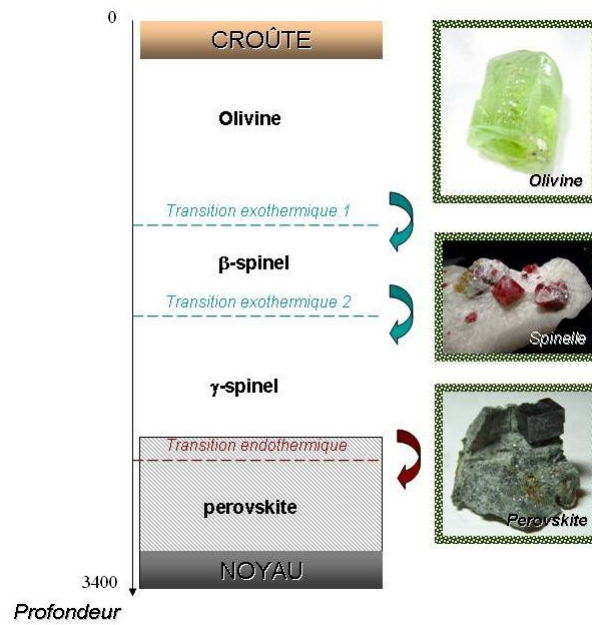 0
CROÛTE
Olivine
Transition exothermique 1
β-spinel
Transition exothermique 2
γ-spinel
Transition endothermique
perovskite
NOYAU
3400
Profondeur
Olivine
Spinelle
Perovskite